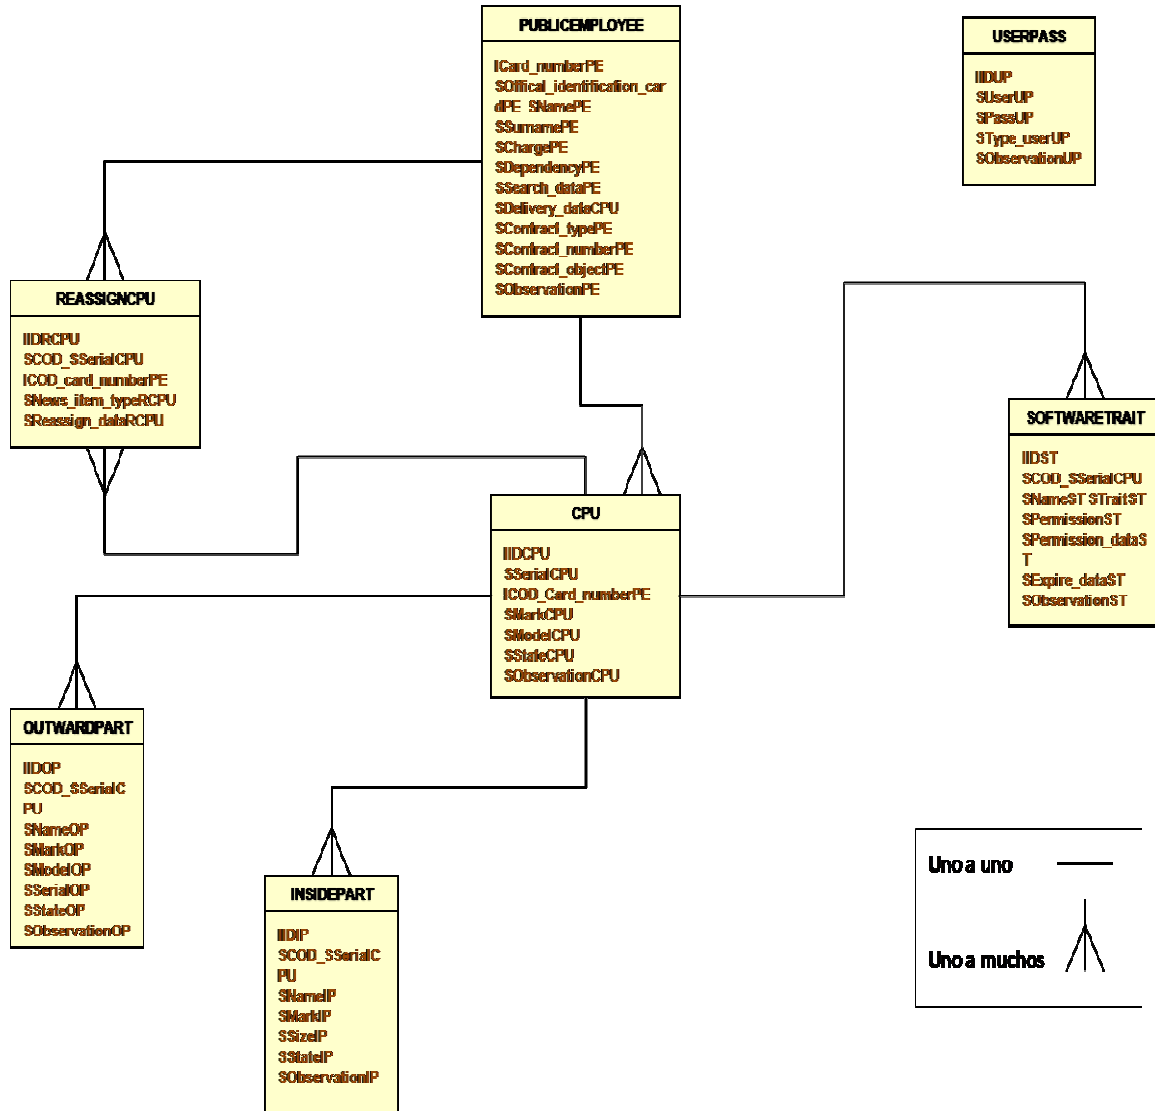 PUBLICEMPLOYEE
ICard_numberPE
SOffical_identification_car
dPE SNamePE
SSurnamePE
SChargePE
SDependencyPE
SSearch_dataPE
SDelivery_dataCPU
SContract_typePE
SContract_numberPE
SContract_objectPE
SObservationPE
USERPASS
IIDUP
SUserUP
SPassUP
SType_userUP
SObservationUP
REASSIGNCPU
IIDRCPU
SCOD_SSerialCPU
ICOD_card_numberPE
SNews_item_typeRCPU
SReassign_dataRCPU
SOFTWARETRAIT
IIDST
SCOD_SSerialCPU
SNameST STraitST
SPermissionST
SPermission_dataS
T
SExpire_dataST
SObservationST
CPU
IIDCPU
SSerialCPU
ICOD_Card_numberPE
SMarkCPU
SModelCPU
SStateCPU
SObservationCPU
OUTWARDPART
IIDOP
SCOD_SSerialC
PU
SNameOP
SMarkOP
SModelOP
SSerialOP
SStateOP
SObservationOP
INSIDEPART
IIDIP
SCOD_SSerialC
PU
SNameIP
SMarkIP
SSizeIP
SStateIP
SObservationIP
Uno a uno
Uno a muchos